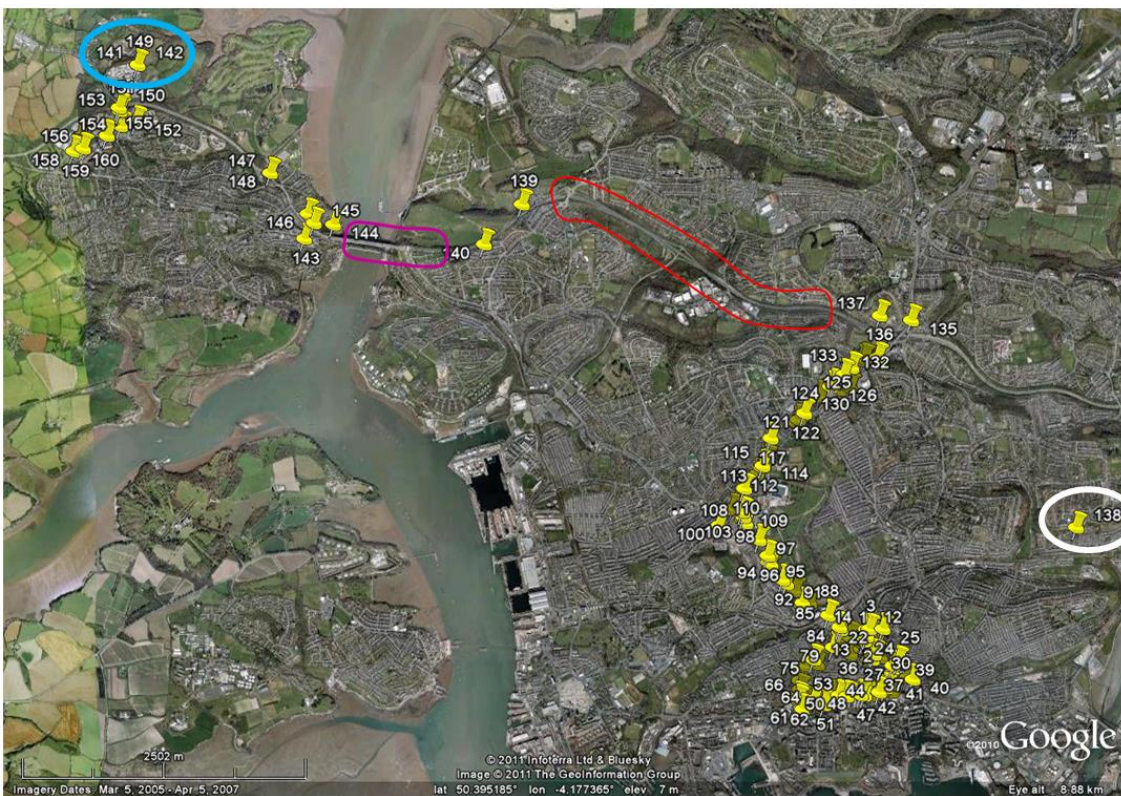 149
141 142
153 150
154 155 152
156
158 160
159
147
148
139
146 145
144
143
40
137 135
136
133 132
125
124 126
130
122
121
115 117
114
113 112
108 110
109
100 103 98
138
97
94 96 95
92 91 88
85 14 3
1 12
84 22 25
13 24
79 2
75 36 30
27 39
66 53 37 40
64 44 41
50 48 42
61 62 47
51
2502 m
© 2011 Infoterra Ltd & Bluesky
Image © 2011 The GeoInformation Group
©2010 Google
Imagery Dates: Mar 5, 2005 - Apr 5, 2007
lat 50.395185° lon -4.177365° elev 7 m
Eye alt 8.88 km